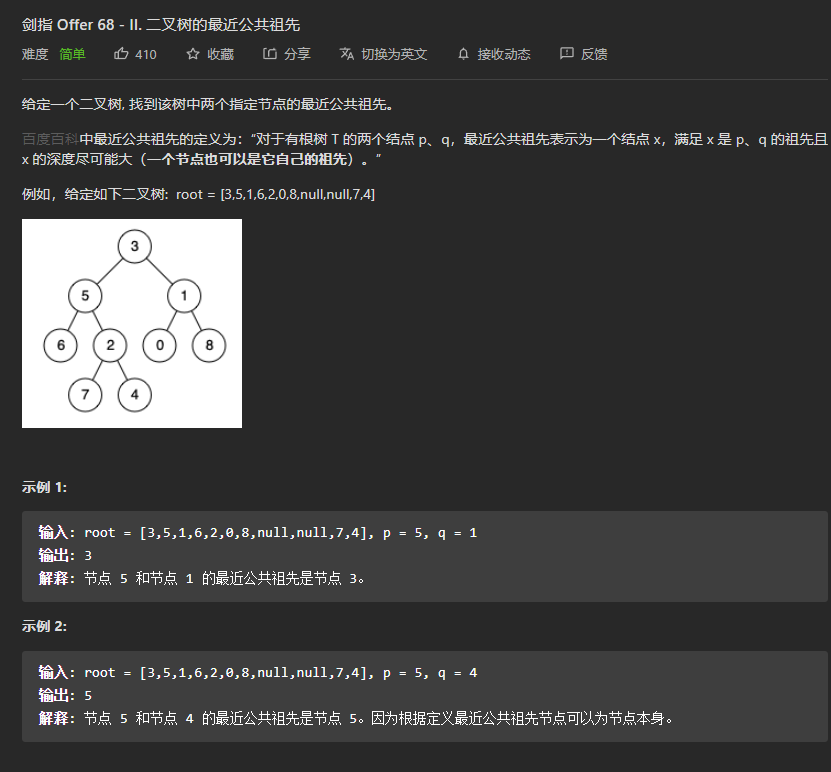 剑指 Offer 68 - II. 二叉树的最近公共祖先
难度 简单 410 收藏 分享 切换为英文 接收动态 反馈
给定一个二叉树, 找到该树中两个指定节点的最近公共祖先。
百度百科中最近公共祖先的定义为：“对于有根树 T 的两个结点 p、q，最近公共祖先表示为一个结点 x，满足 x 是 p、q 的祖先且
x 的深度尽可能大（一个节点也可以是它自己的祖先）。”
例如，给定如下二叉树: root = [3,5,1,6,2,0,8,null,null,7,4]
3
5 1
6 2 0 8
7 4
示例 1:
输入: root = [3,5,1,6,2,0,8,null,null,7,4], p = 5, q = 1
输出: 3
解释: 节点 5 和节点 1 的最近公共祖先是节点 3。
示例 2:
输入: root = [3,5,1,6,2,0,8,null,null,7,4], p = 5, q = 4
输出: 5
解释: 节点 5 和节点 4 的最近公共祖先是节点 5。因为根据定义最近公共祖先节点可以为节点本身。